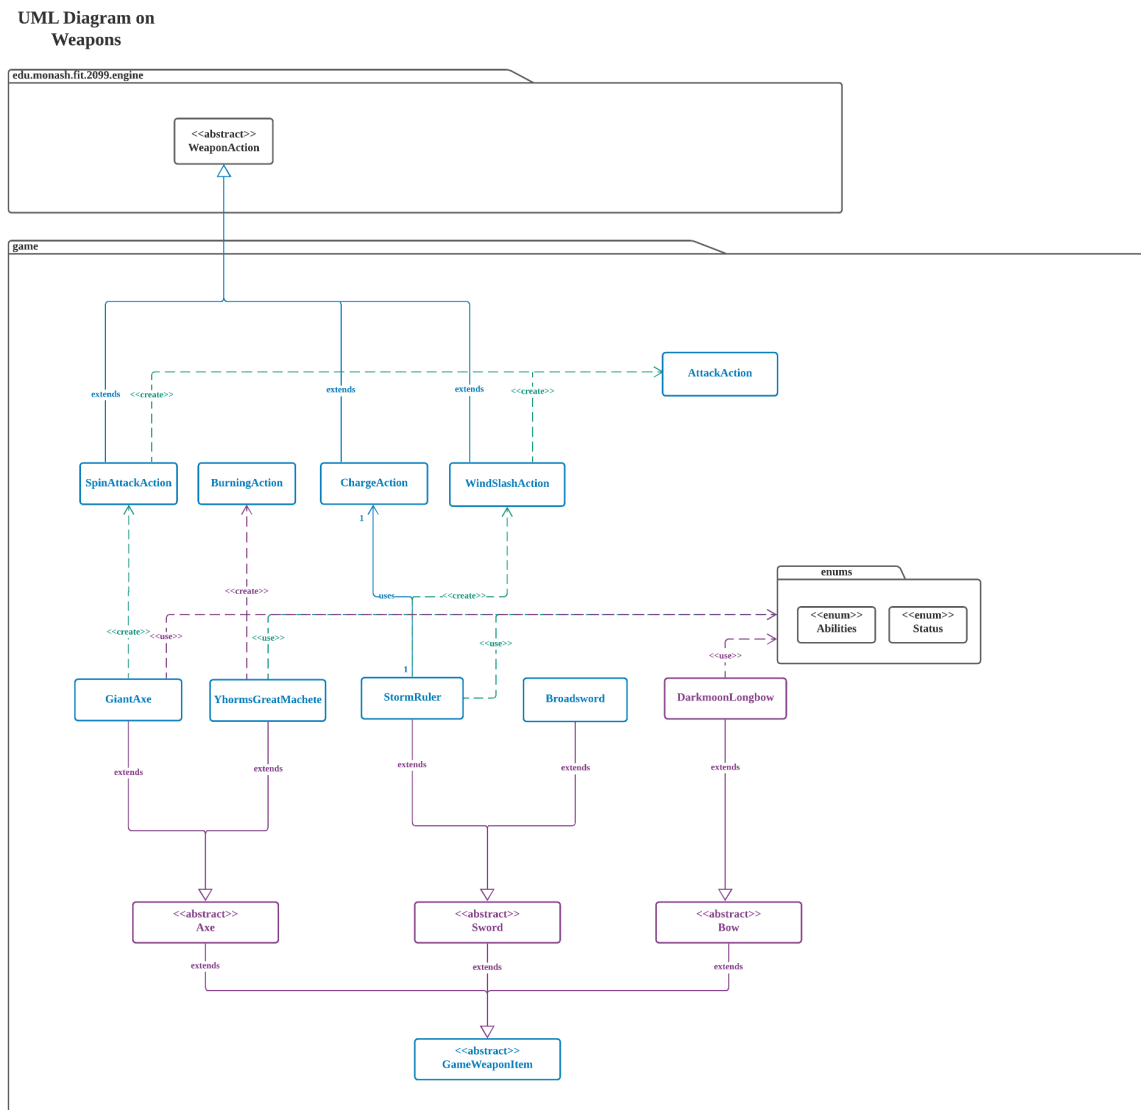 UML Diagram on
Weapons
edu.monash.fit.2099.engine
<<abstract>>
WeaponAction
game
AttackAction
extends
<<create>>
extends
extends
<<create>>
SpinAttackAction
BurningAction
ChargeAction
WindSlashAction
1
enums
<<enum>>
Abilities
<<enum>>
Status
<<create>>
uses
<<create>>
<<create>>
<<use>>
<<use>>
<<use>>
<<use>>
1
GiantAxe
YhormsGreatMachete
StormRuler
Broadsword
DarkmoonLongbow
extends
extends
extends
extends
extends
<<abstract>>
Axe
<<abstract>>
Sword
<<abstract>>
Bow
extends
extends
extends
<<abstract>>
GameWeaponItem